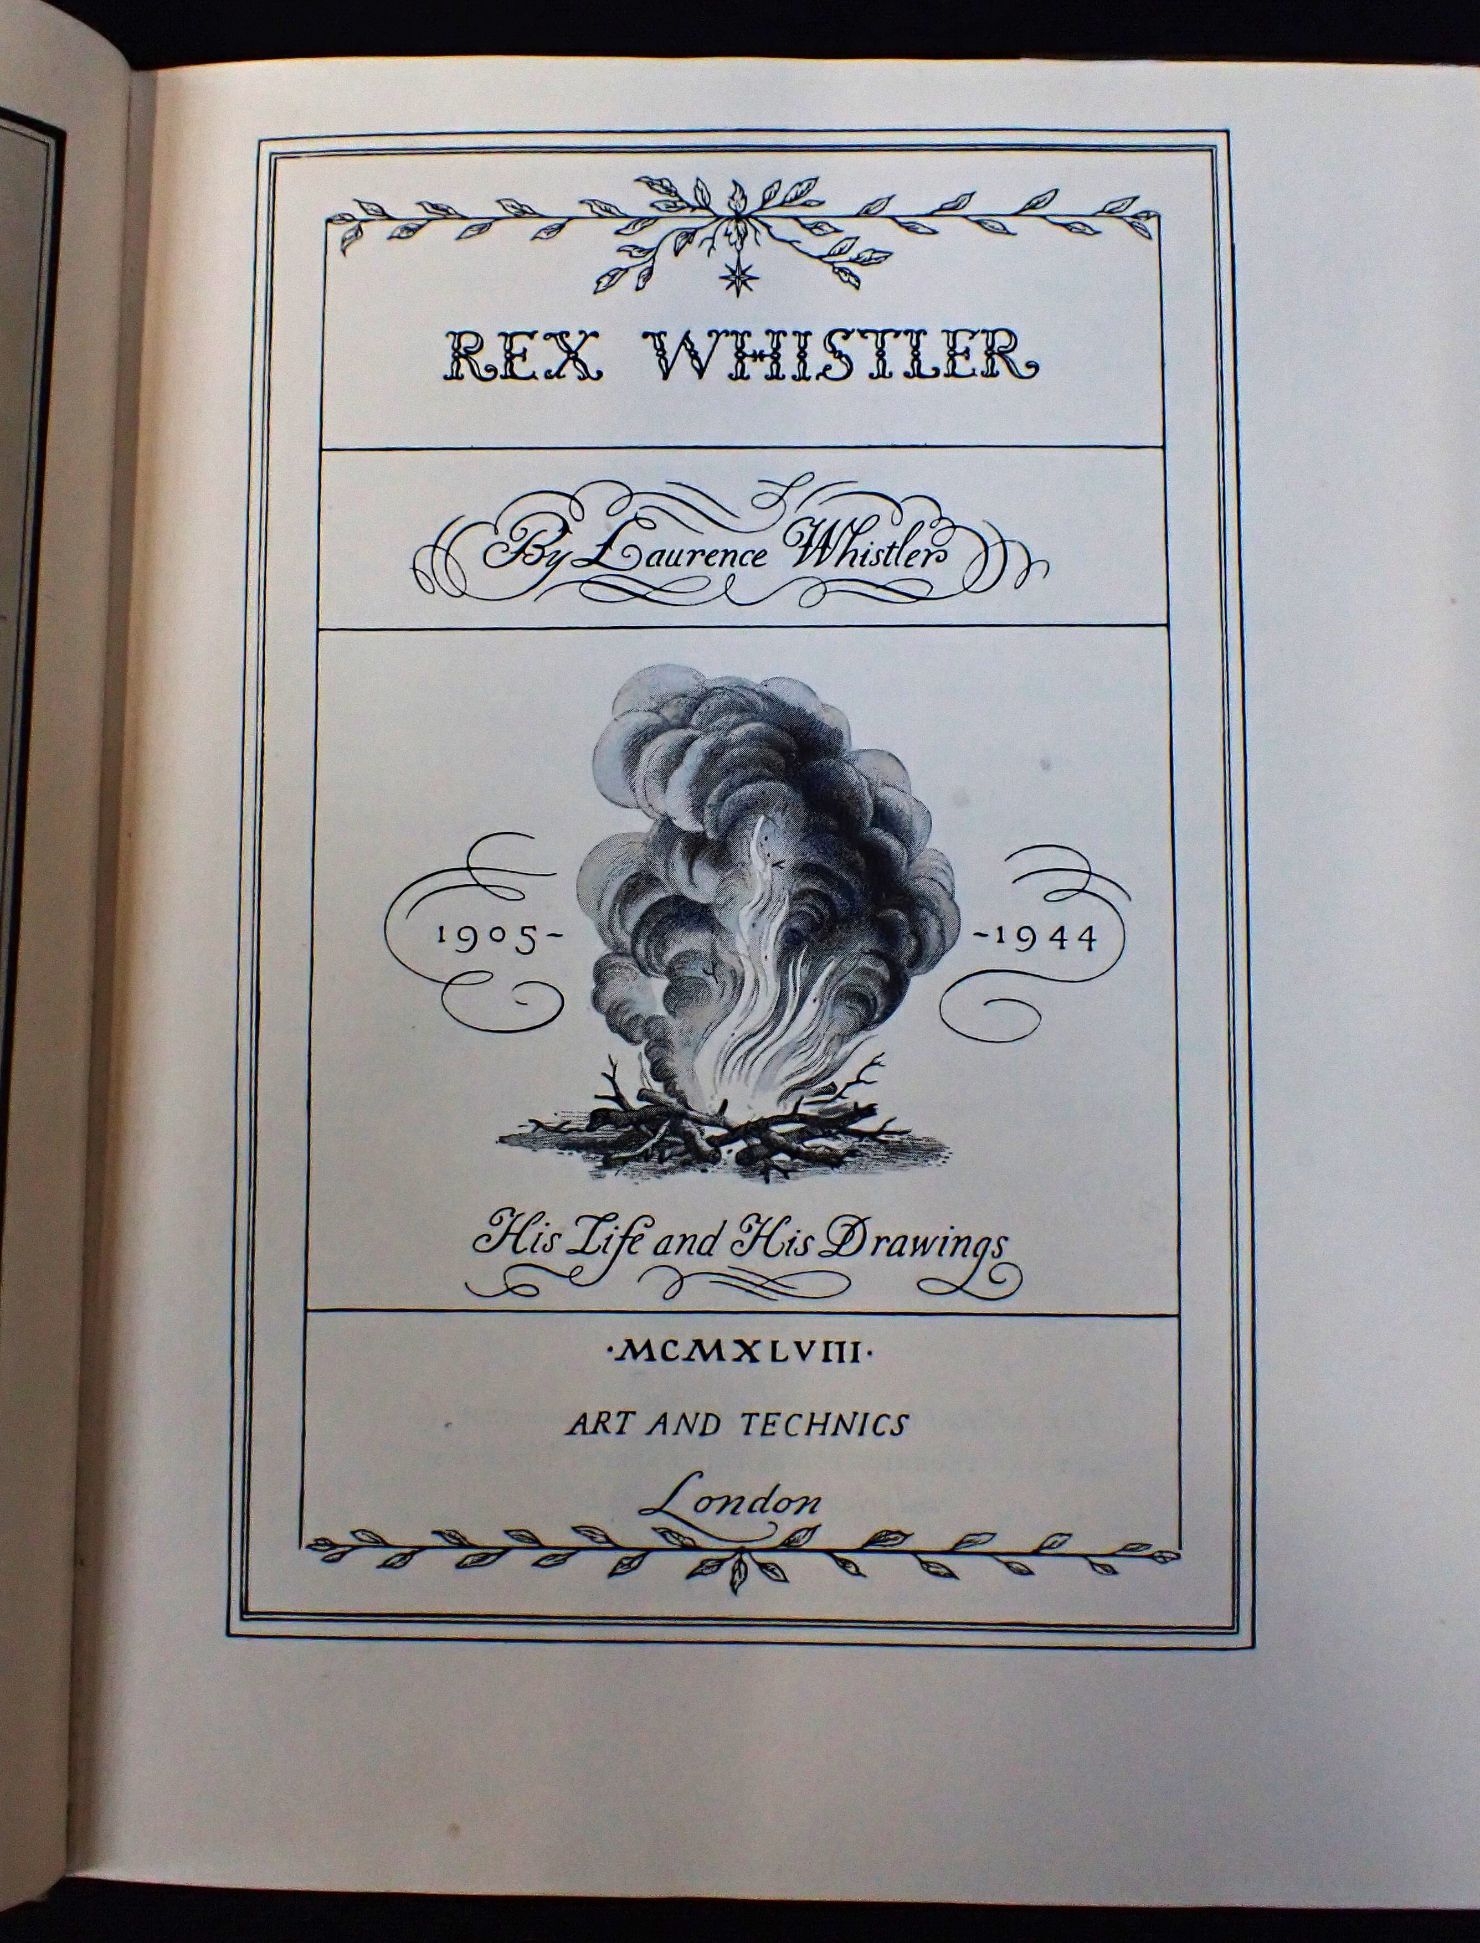 REX WHISTLER
By Laurence Whistler
1905- -1944
His Life and His Drawings
·MCMXLVIII·
ART AND TECHNICS
London